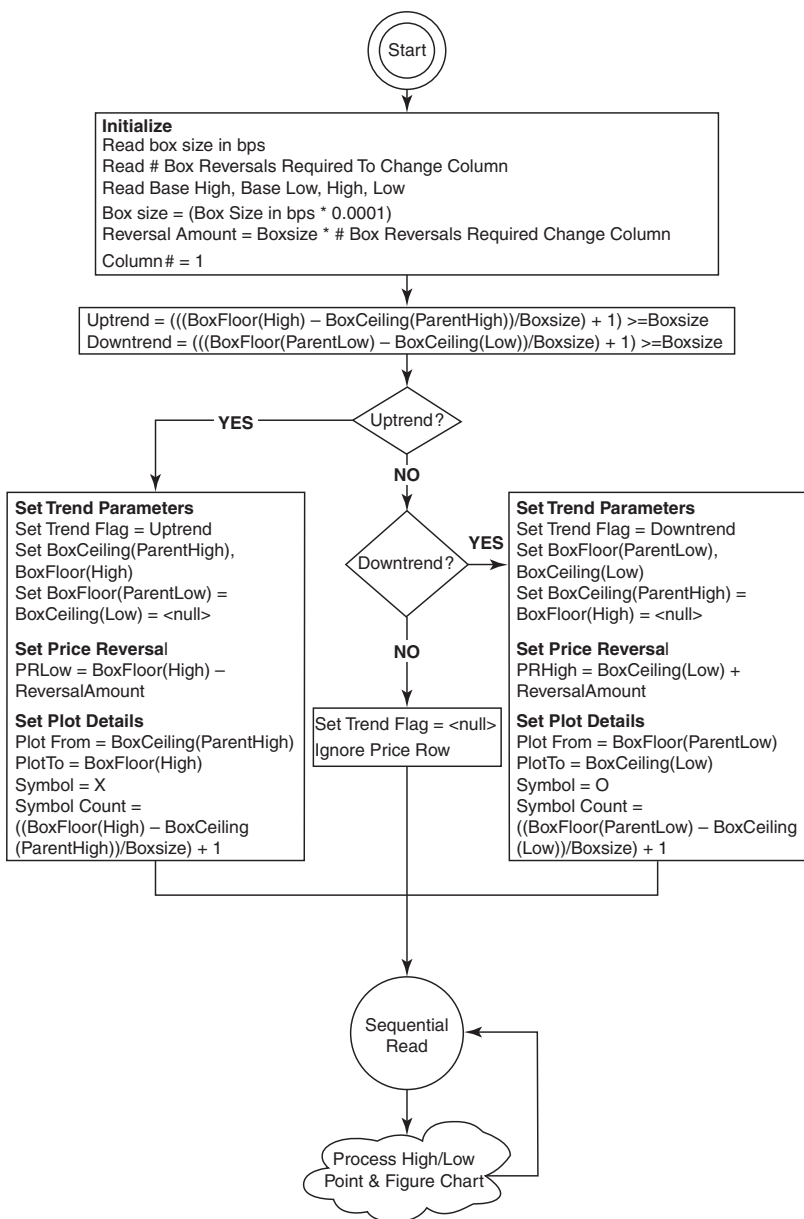 Start
Initialize
Read box size in bps
Read # Box Reversals Required To Change Column
Read Base High, Base Low, High, Low
Box size = (Box Size in bps * 0.0001)
Reversal Amount = Boxsize * # Box Reversals Required Change Column
Column# = 1
Uptrend = (((BoxFloor(High) – BoxCeiling(ParentHigh))/Boxsize) + 1) >=Boxsize
Downtrend = (((BoxFloor(ParentLow) – BoxCeiling(Low))/Boxsize) + 1) >=Boxsize
Uptrend?
YES
NO
Set Trend Parameters
Set Trend Flag = Uptrend
Set BoxCeiling(ParentHigh),
BoxFloor(High)
Set BoxFloor(ParentLow) =
BoxCeiling(Low) = <null>
Set Price Reversal
PRLow = BoxFloor(High) –
ReversalAmount
Set Plot Details
Plot From = BoxCeiling(ParentHigh)
PlotTo = BoxFloor(High)
Symbol = X
Symbol Count =
((BoxFloor(High) – BoxCeiling
(ParentHigh))/Boxsize) + 1
Downtrend?
YES
NO
Set Trend Flag = <null>
Ignore Price Row
Set Trend Parameters
Set Trend Flag = Downtrend
Set BoxFloor(ParentLow),
BoxCeiling(Low)
Set BoxCeiling(ParentHigh) =
BoxFloor(High) = <null>
Set Price Reversal
PRHigh = BoxCeiling(Low) +
ReversalAmount
Set Plot Details
Plot From = BoxFloor(ParentLow)
PlotTo = BoxCeiling(Low)
Symbol = O
Symbol Count =
((BoxFloor(ParentLow) – BoxCeiling
(Low))/Boxsize) + 1
Sequential
Read
Process High/Low
Point & Figure Chart